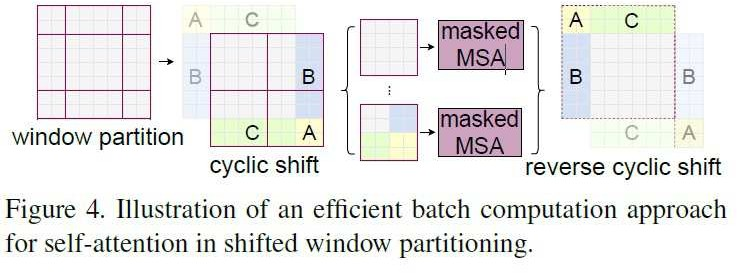 A C
B B
C A
window partition
cyclic shift
masked
MSA
masked
MSA
A C
B B
C A
reverse cyclic shift
Figure 4. Illustration of an efficient batch computation approach
for self-attention in shifted window partitioning.